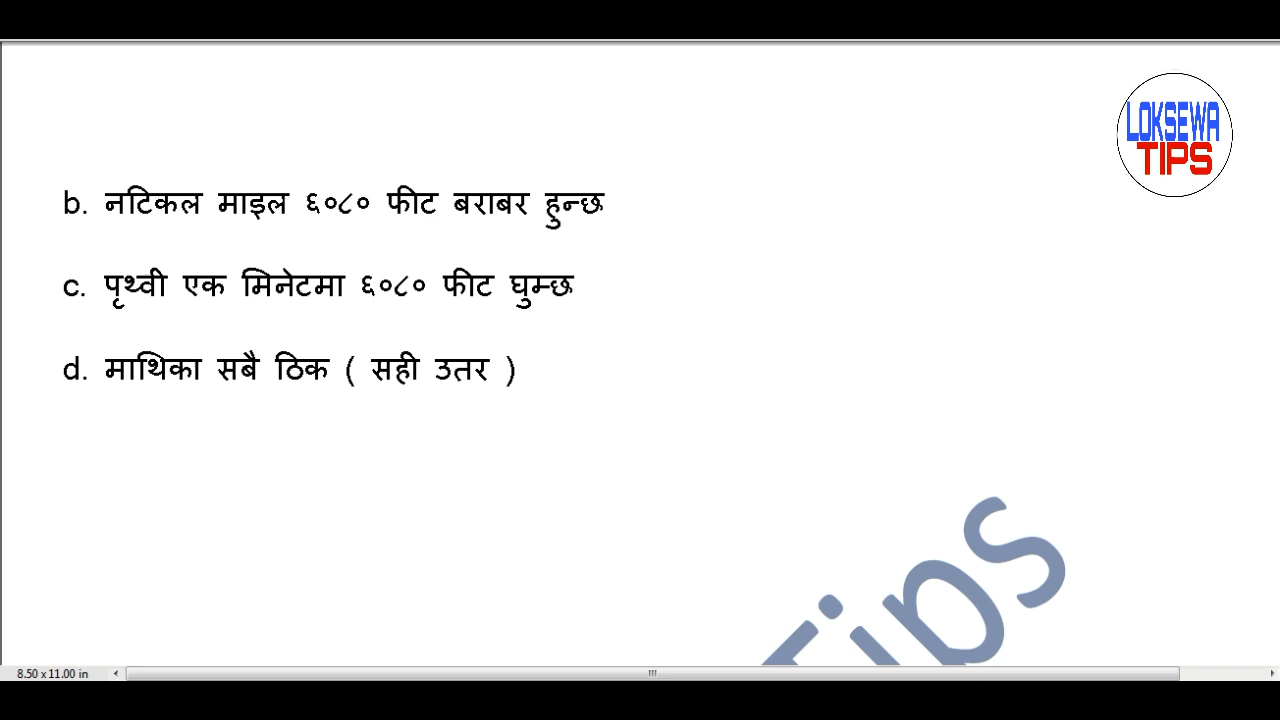 LOKSEWA
TIPS
b. नटिकल माइल ६०८० फीट बराबर हुन्छ
c. पृथ्वी एक मिनेटमा ६०८० फीट घुम्छ
d. माथिका सबै ठिक ( सही उतर )
Tips
8.50 x 11.00 in